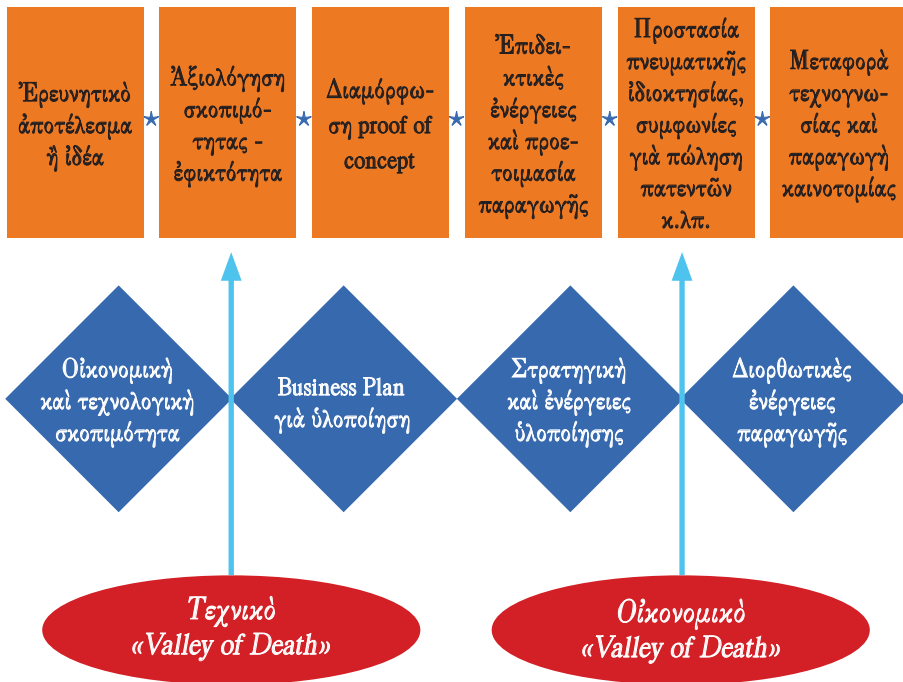 Ἐρευνητικὸ
ἀποτέλεσμα
ἢ ἰδέα
Ἀξιολόγηση
σκοπιμό-
τητας -
ἐφικτότητα
Διαμόρφω-
ση proof of
concept
Ἐπιδει-
κτικὲς
ἐνέργειες
καὶ προε-
τοιμασία
παραγωγῆς
Προστασία
πνευματικῆς
ἰδιοκτησίας,
συμφωνίες
γιὰ πώληση
πατεντῶν
κ.λπ.
Μεταφορὰ
τεχνογνω-
σίας καὶ
παραγωγὴ
καινοτομίας
Οἰκονομικὴ
καὶ τεχνολογικὴ
σκοπιμότητα
Business Plan
γιὰ ὑλοποίηση
Στρατηγικὴ
καὶ ἐνέργειες
ὑλοποίησης
Διορθωτικὲς
ἐνέργειες
παραγωγῆς
Τεχνικὸ
«Valley of Death»
Οἰκονομικὸ
«Valley of Death»